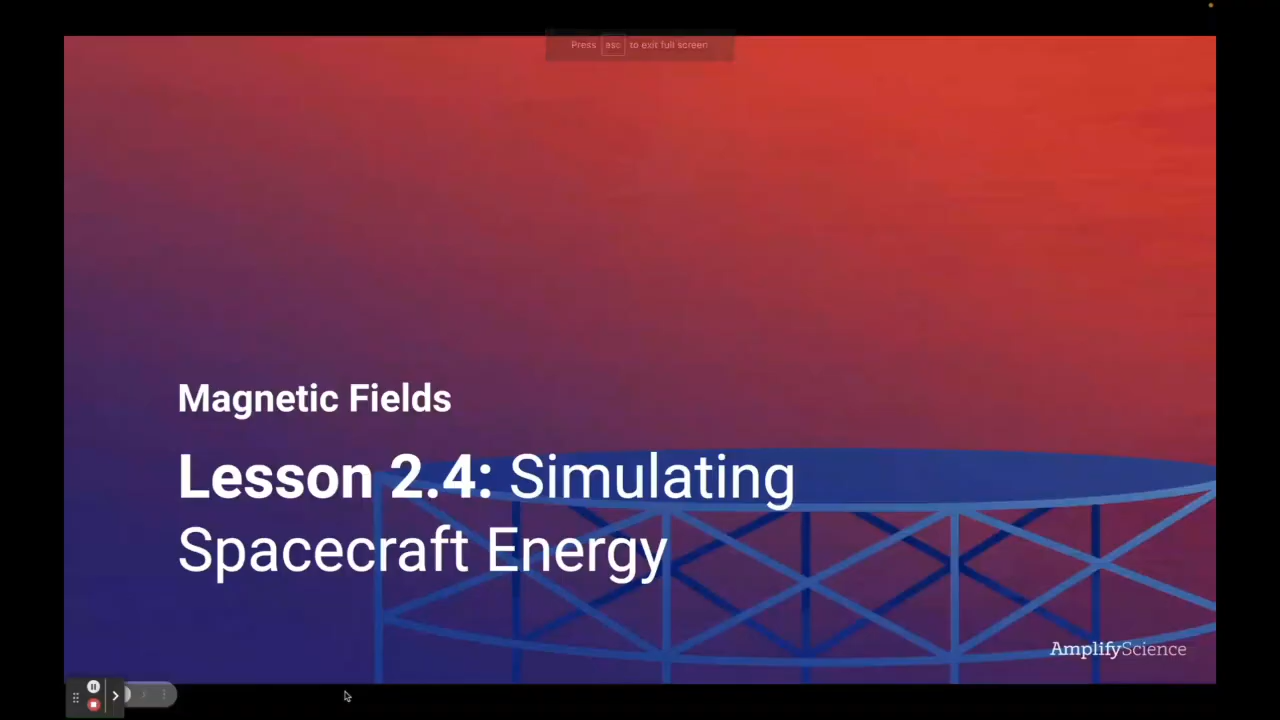 Press esc to exit full screen
Magnetic Fields
Lesson 2.4: Simulating
Spacecraft Energy
AmplifyScience